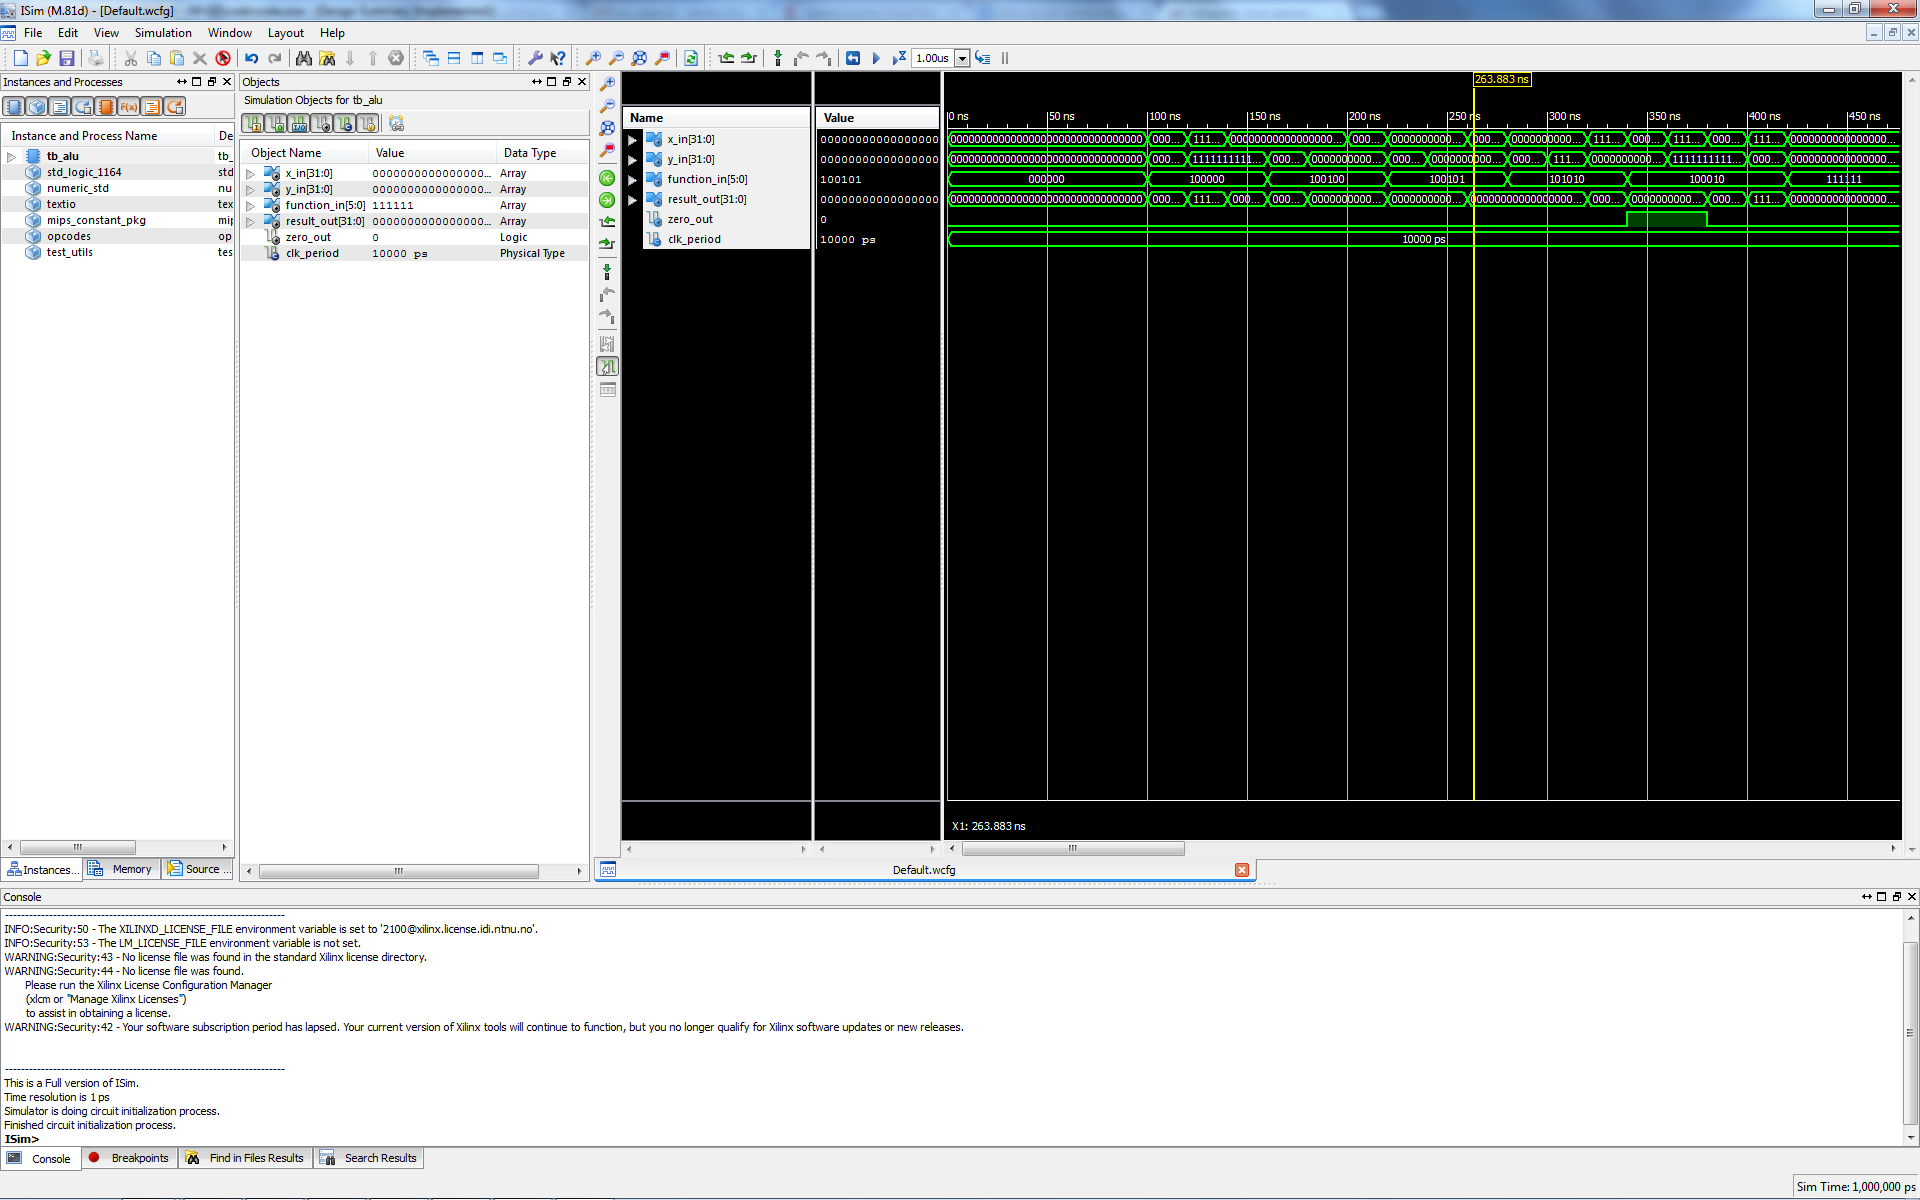 ISim (M.81d) - [Default.wcfg]
File Edit View Simulation Window Layout Help
1.00us
Instances and Processes
Instance and Process Name De
tb_alu tb_
std_logic_1164 std
numeric_std nu
textio tex
mips_constant_pkg mip
opcodes op
test_utils tes
Instances... Memory Source ...
Objects
Simulation Objects for tb_alu
Object Name Value Data Type
x_in[31:0] 0000000000000000... Array
y_in[31:0] 0000000000000000... Array
function_in[5:0] 111111 Array
result_out[31:0] 0000000000000000... Array
zero_out 0 Logic
clk_period 10000 ps Physical Type
Name Value
x_in[31:0] 00000000000000000
y_in[31:0] 00000000000000000
function_in[5:0] 100101
result_out[31:0] 00000000000000000
zero_out 0
clk_period 10000 ps
263.883 ns
0 ns 50 ns 100 ns 150 ns 200 ns 250 ns 300 ns 350 ns 400 ns 450 ns
00000000000000000000000000000000 000... 111... 0000000000000000000 000... 000... 0000000000... 000... 0000000000... 111... 000... 111... 000... 000... 0000000000000000...
00000000000000000000000000000000 000... 1111111111... 000... 0000000000... 000... 0000000000... 000... 111... 0000000000... 1111111111... 000... 0000000000000000...
000000 100000 100100 100101 101010 100010 111111
00000000000000000000000000000000 000... 111... 000... 000... 0000000000... 0000000000... 0000000000000000000 000... 0000000000... 000... 111... 0000000000000000...
10000 ps
X1: 263.883 ns
Default.wcfg
Console
INFO:Security:50 - The XILINXD_LICENSE_FILE environment variable is set to '2100@xilinx.license.idi.ntnu.no'.
INFO:Security:53 - The LM_LICENSE_FILE environment variable is not set.
WARNING:Security:43 - No license file was found in the standard Xilinx license directory.
WARNING:Security:44 - No license file was found.
Please run the Xilinx License Configuration Manager
(xlcm or "Manage Xilinx Licenses")
to assist in obtaining a license.
WARNING:Security:42 - Your software subscription period has lapsed. Your current version of Xilinx tools will continue to function, but you no longer qualify for Xilinx software updates or new releases.
This is a Full version of ISim.
Time resolution is 1 ps
Simulator is doing circuit initialization process.
Finished circuit initialization process.
ISim>
Console Breakpoints Find in Files Results Search Results
Sim Time: 1,000,000 ps